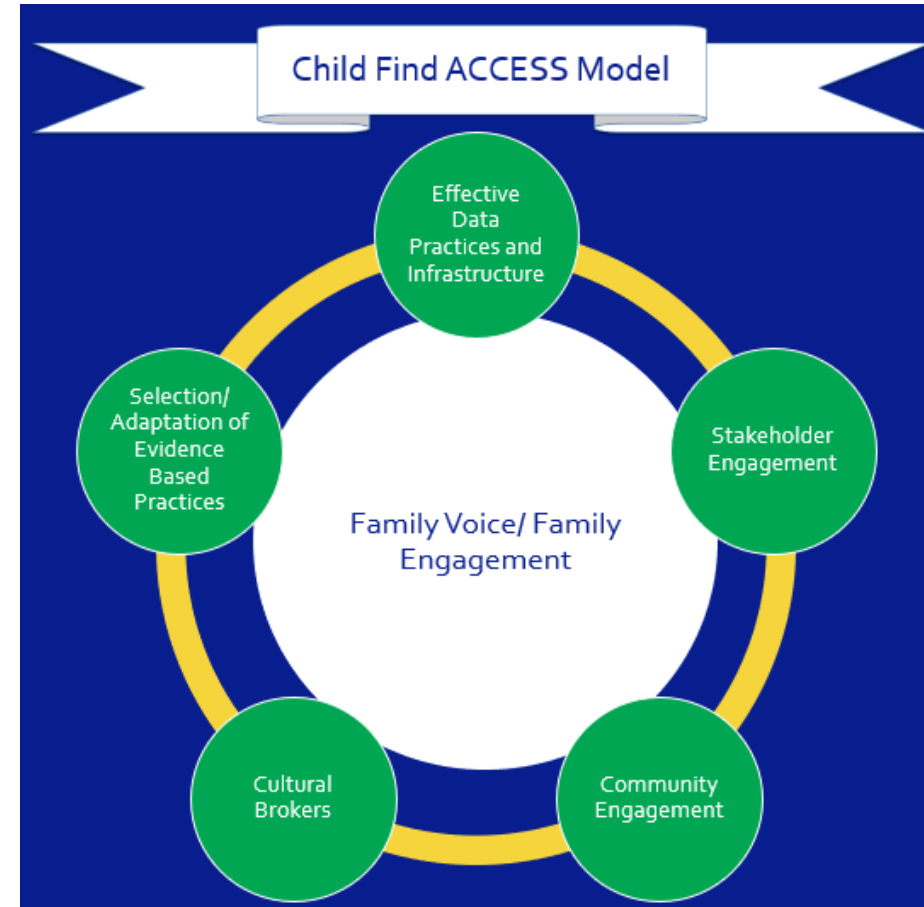 Child Find ACCESS Model
Effective
Data
Practices and
Infrastructure
Stakeholder
Engagement
Community
Engagement
Cultural
Brokers
Selection/
Adaptation of
Evidence
Based
Practices
Family Voice/ Family
Engagement